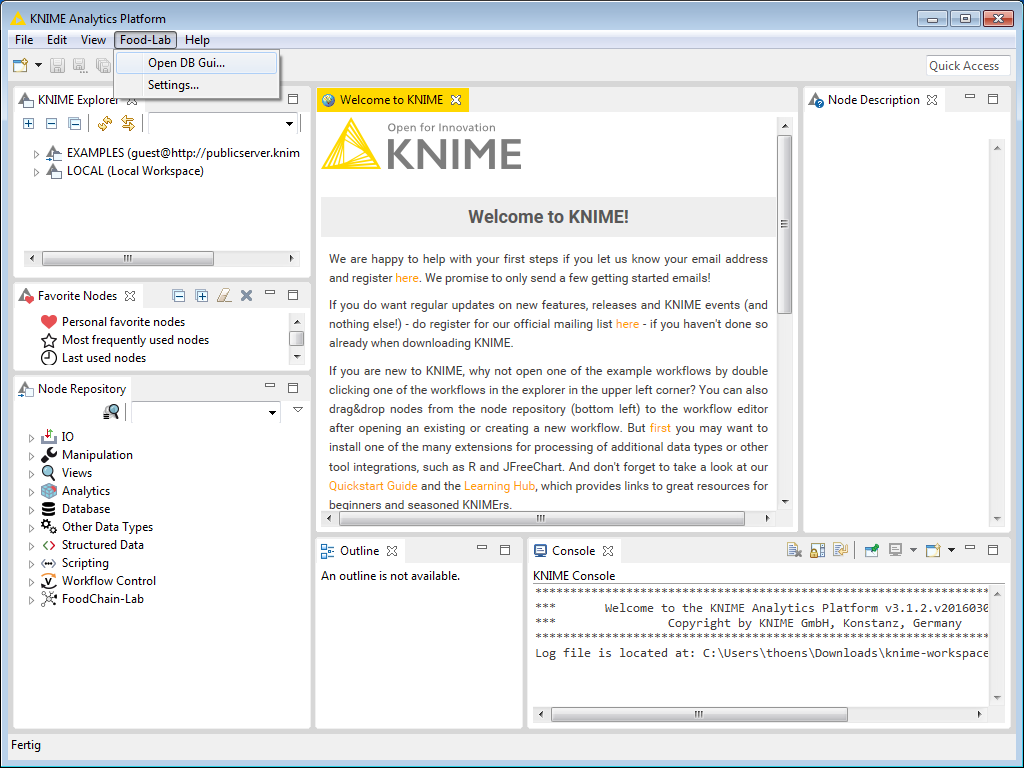 KNIME Analytics Platform
File Edit View Food-Lab Help
Open DB Gui...
Settings...
Quick Access
KNIME Explorer
EXAMPLES (guest@http://publicserver.knim
LOCAL (Local Workspace)
Favorite Nodes
Personal favorite nodes
Most frequently used nodes
Last used nodes
Node Repository
IO
Manipulation
Views
Analytics
Database
Other Data Types
Structured Data
Scripting
Workflow Control
FoodChain-Lab
Welcome to KNIME
Open for Innovation
KNIME
Welcome to KNIME!
We are happy to help with your first steps if you let us know your email address
and register here. We promise to only send a few getting started emails!
If you do want regular updates on new features, releases and KNIME events (and
nothing else!) - do register for our official mailing list here - if you haven't done so
already when downloading KNIME.
If you are new to KNIME, why not open one of the example workflows by double
clicking one of the workflows in the explorer in the upper left corner? You can also
drag&drop nodes from the node repository (bottom left) to the workflow editor
after opening an existing or creating a new workflow. But first you may want to
install one of the many extensions for processing of additional data types or other
tool integrations, such as R and JFreeChart. And don't forget to take a look at our
Quickstart Guide and the Learning Hub, which provides links to great resources for
beginners and seasoned KNIMErs.
Node Description
Outline
An outline is not available.
Console
KNIME Console
*** Welcome to the KNIME Analytics Platform v3.1.2.v2016030
*** Copyright by KNIME GmbH, Konstanz, Germany
Log file is located at: C:\Users\thoens\Downloads\knime-workspace
Fertig